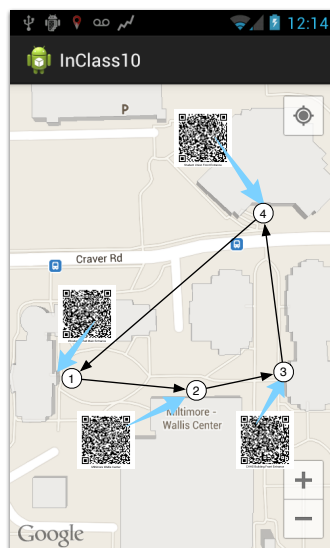 12:14
InClass10
P
4
Craver Rd
1
2
3
Miltimore -
Wallis Center
Google